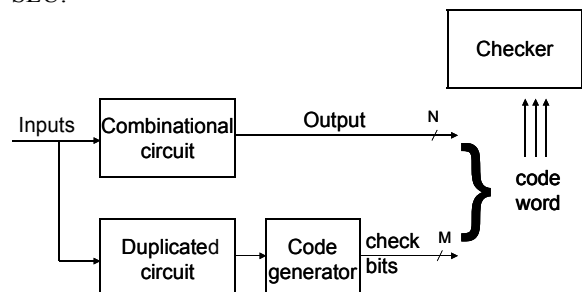 SEC.
Checker
Inputs
Combinational
circuit
Output
N
code
word
Duplicated
circuit
Code
generator
check
bits
M